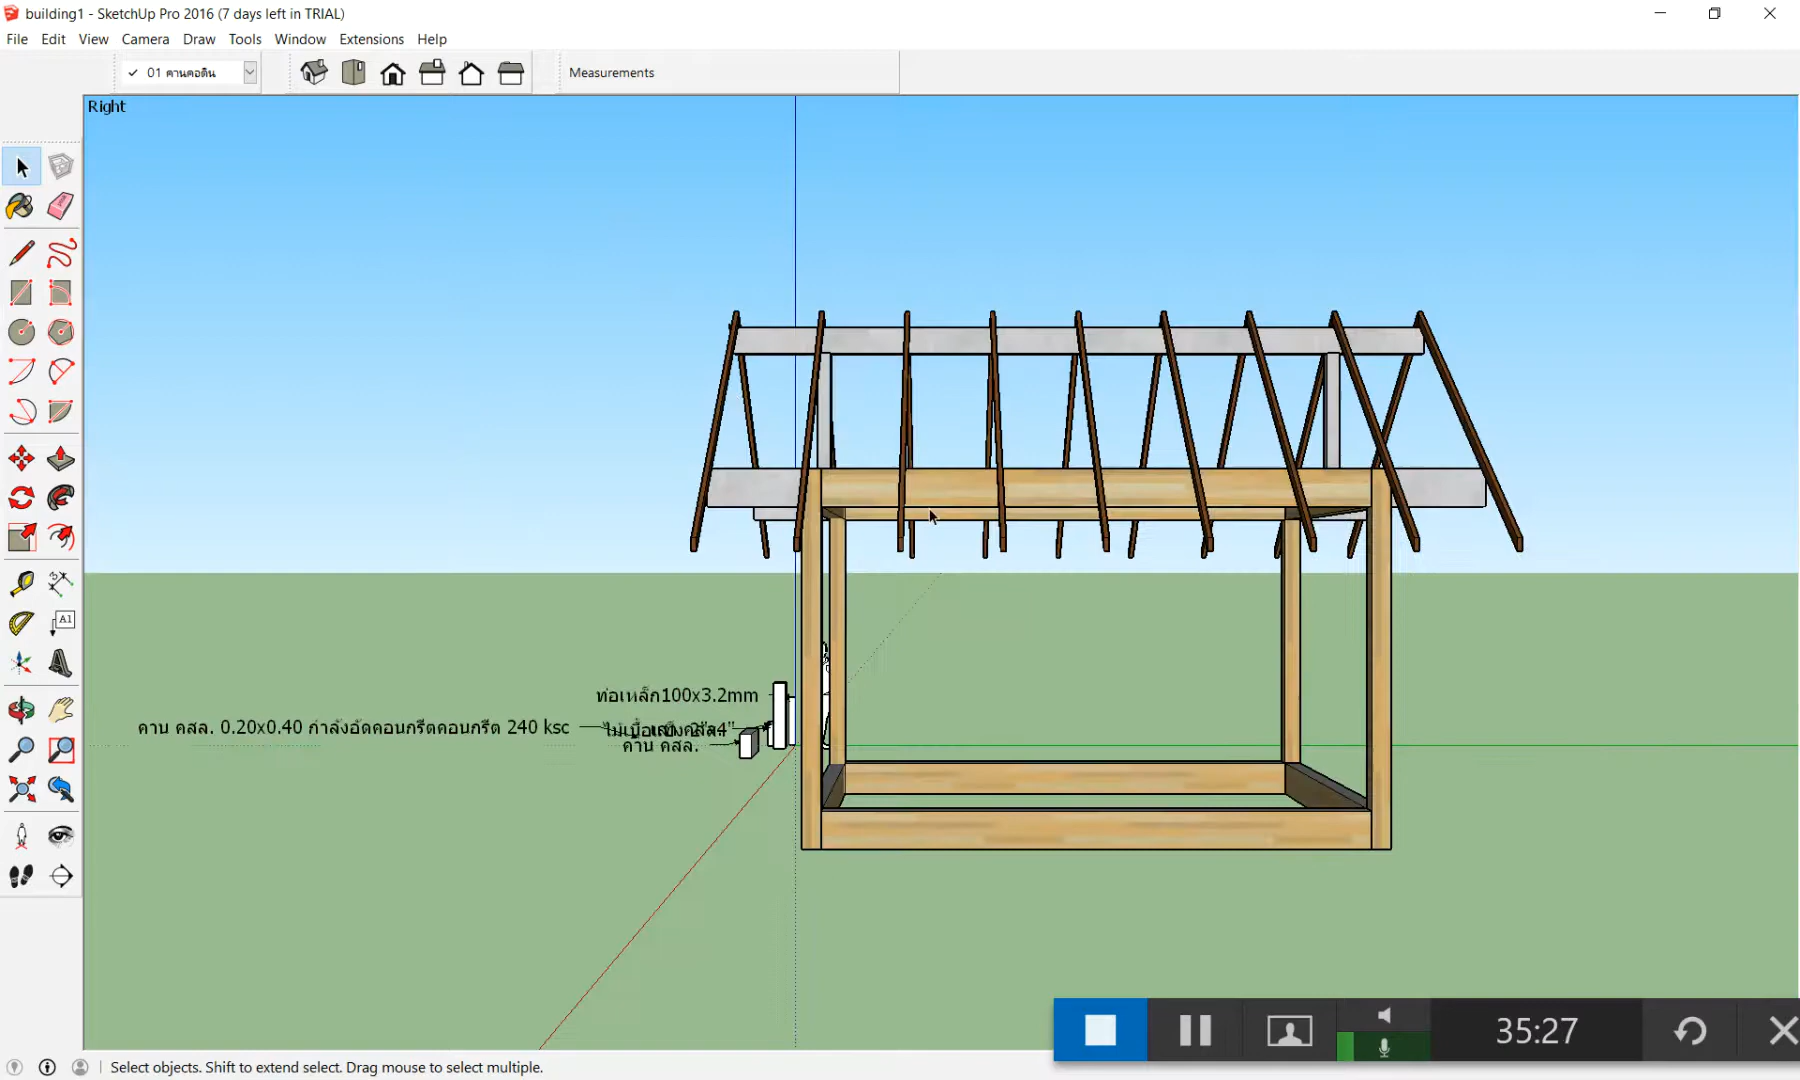 building1 - SketchUp Pro 2016 (7 days left in TRIAL)
File Edit View Camera Draw Tools Window Extensions Help
01 คานคอดิน
Measurements
Right
A1
ท่อเหล็ก100x3.2mm
คาน คสล. 0.20x0.40 กำลังอัดคอนกรีตคอนกรีต 240 ksc
คาน คสล.
35:27
Select objects. Shift to extend select. Drag mouse to select multiple.